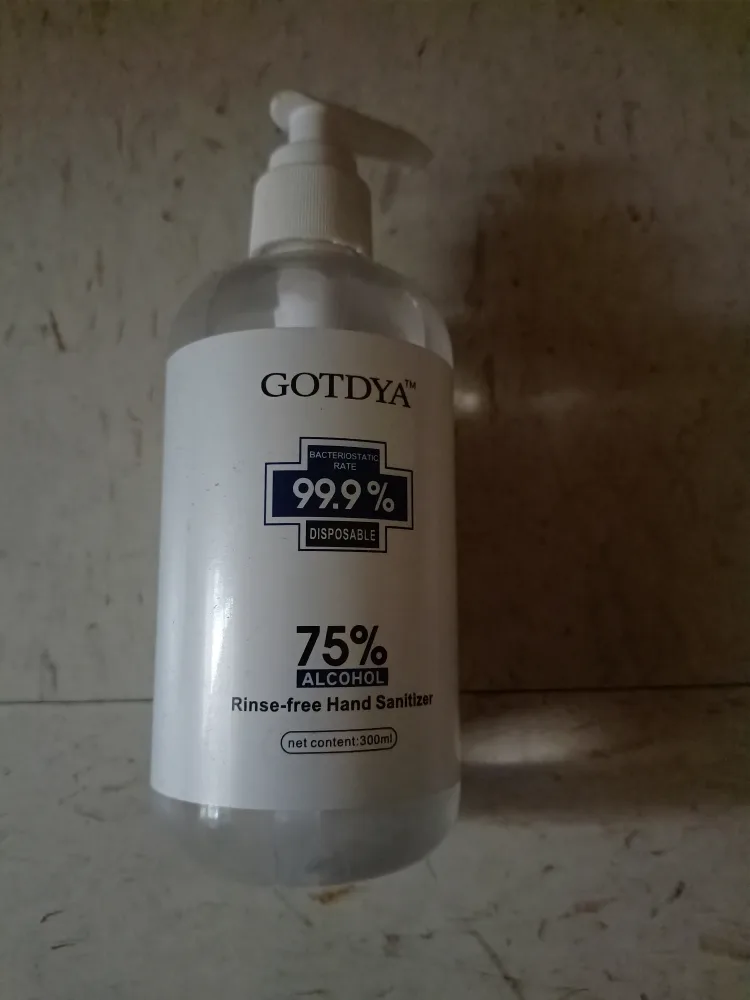 GOTDYA™
BACTERIOSTATIC
RATE
99.9%
DISPOSABLE
75%
ALCOHOL
Rinse-free Hand Sanitizer
net content:300ml